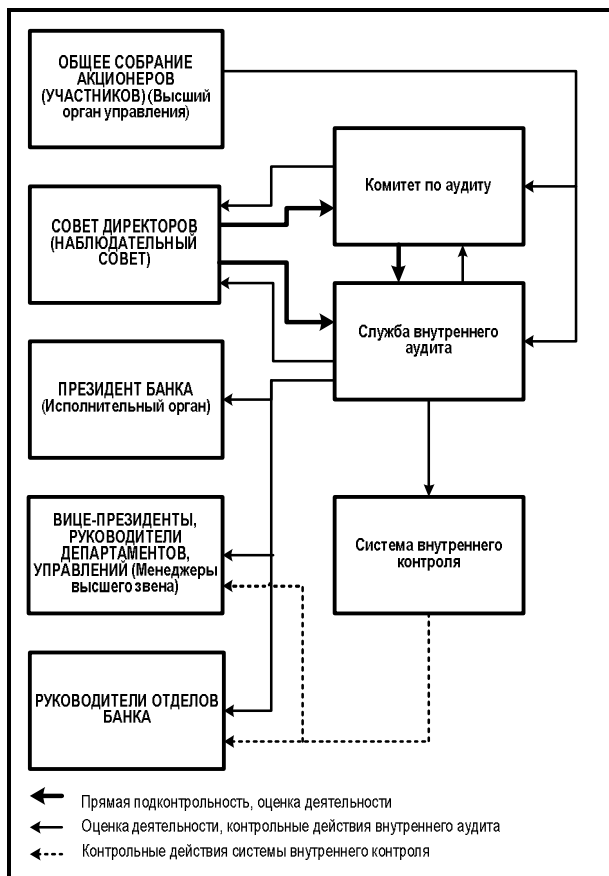 ОБЩЕЕ СОБРАНИЕ
АКЦИОНЕРОВ
(УЧАСТНИКОВ) (Высший
орган управления)
Комитет по аудиту
СОВЕТ ДИРЕКТОРОВ
(НАБЛЮДАТЕЛЬНЫЙ
СОВЕТ)
Служба внутреннего
аудита
ПРЕЗИДЕНТ БАНКА
(Исполнительный орган)
ВИЦЕ-ПРЕЗИДЕНТЫ,
РУКОВОДИТЕЛИ
ДЕПАРТАМЕНТОВ,
УПРАВЛЕНИЙ (Менеджеры
высшего звена)
Система внутреннего
контроля
РУКОВОДИТЕЛИ ОТДЕЛОВ
БАНКА
Прямая подконтрольность, оценка деятельности
Оценка деятельности, контрольные действия внутреннего аудита
Контрольные действия системы внутреннего контроля